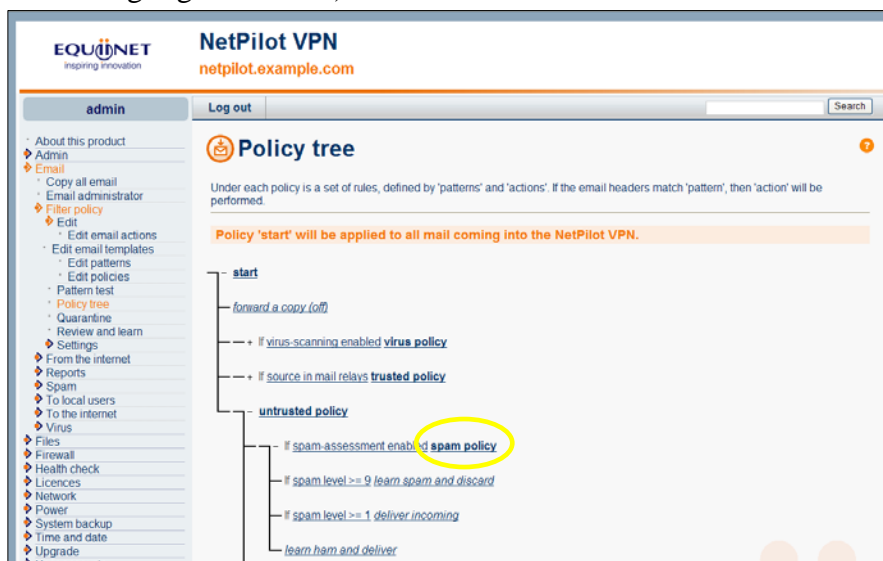 EQUIINET
inspiring innovation
NetPilot VPN
netpilot.example.com
admin
Log out
Search
About this product
Admin
Email
Copy all email
Email administrator
Filter policy
Edit
Edit email actions
Edit email templates
Edit patterns
Edit policies
Pattern test
Policy tree
Quarantine
Review and learn
Settings
From the internet
Reports
Spam
To local users
To the internet
Virus
Files
Firewall
Health check
Licences
Network
Power
System backup
Time and date
Upgrade
Policy tree
?
Under each policy is a set of rules, defined by 'patterns' and 'actions'. If the email headers match 'pattern', then 'action' will be
performed.
Policy 'start' will be applied to all mail coming into the NetPilot VPN.
- start
forward a copy (off)
+ If virus-scanning enabled virus policy
+ If source in mail relays trusted policy
- untrusted policy
- If spam-assessment enabled spam policy
If spam level >= 9 learn spam and discard
If spam level >= 1 deliver incoming
learn ham and deliver